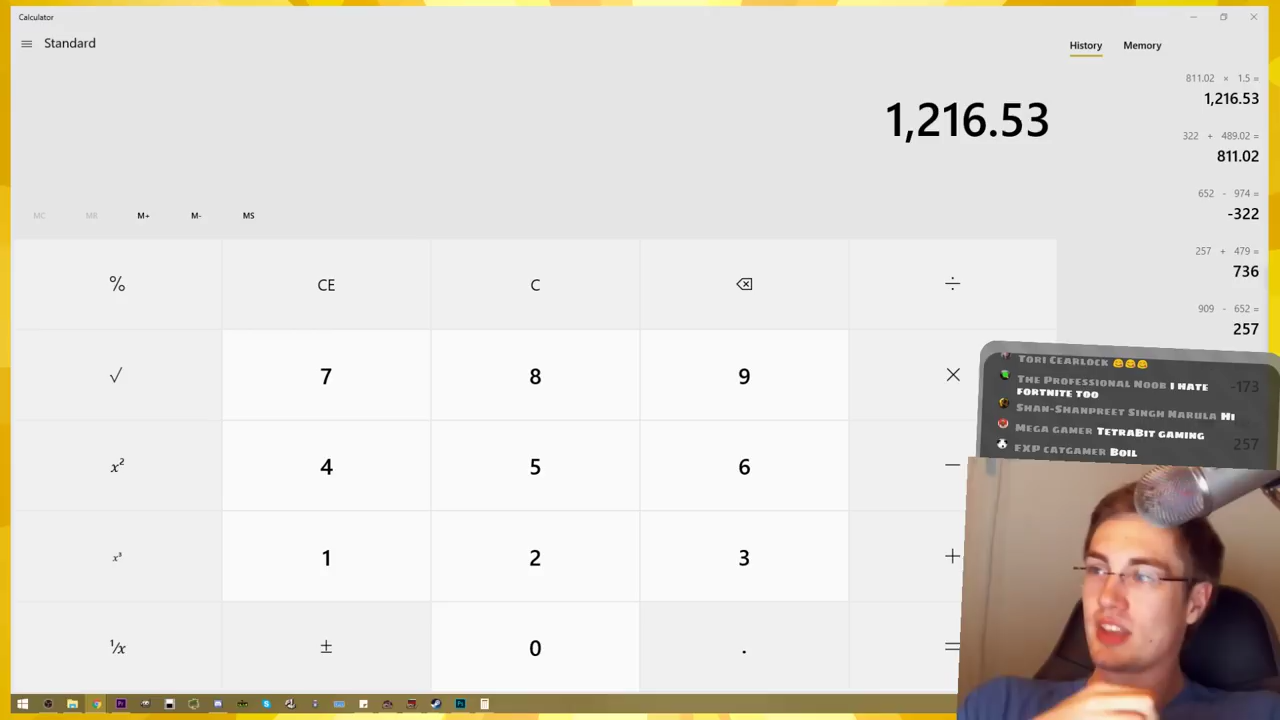 Calculator
Standard
History
Memory
811.02 × 1.5 =
1,216.53
1,216.53
322 + 489.02 =
811.02
652 - 974 =
-322
257 + 479 =
736
909 - 652 =
257
-173
257
MC
MR
M+
M-
MS
%
CE
C
÷
√
7
8
9
×
x²
4
5
6
−
x³
1
2
3
+
¹/x
±
0
.
=
Tori Cearlock
The Professional Noob I hate
Fortnite too
Shan-Shanpreet Singh Narula Hi
Mega gamer TetraBit gaming
EXP catgamer Boil